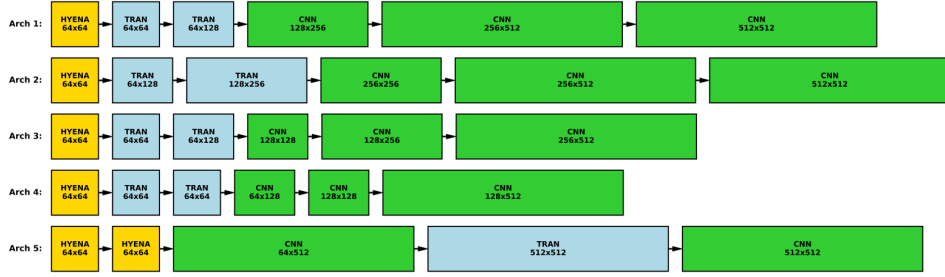 Arch 1: HYENA TRAN TRAN CNN CNN CNN
64x64 64x64 64x128 128x256 256x512 512x512
Arch 2: HYENA TRAN TRAN CNN CNN CNN
64x64 64x128 128x256 256x256 256x512 512x512
Arch 3: HYENA TRAN TRAN CNN CNN CNN
64x64 64x64 64x128 128x128 128x256 256x512
Arch 4: HYENA TRAN TRAN CNN CNN CNN
64x64 64x64 64x64 64x128 128x128 128x512
Arch 5: HYENA HYENA CNN TRAN CNN
64x64 64x64 64x512 512x512 512x512